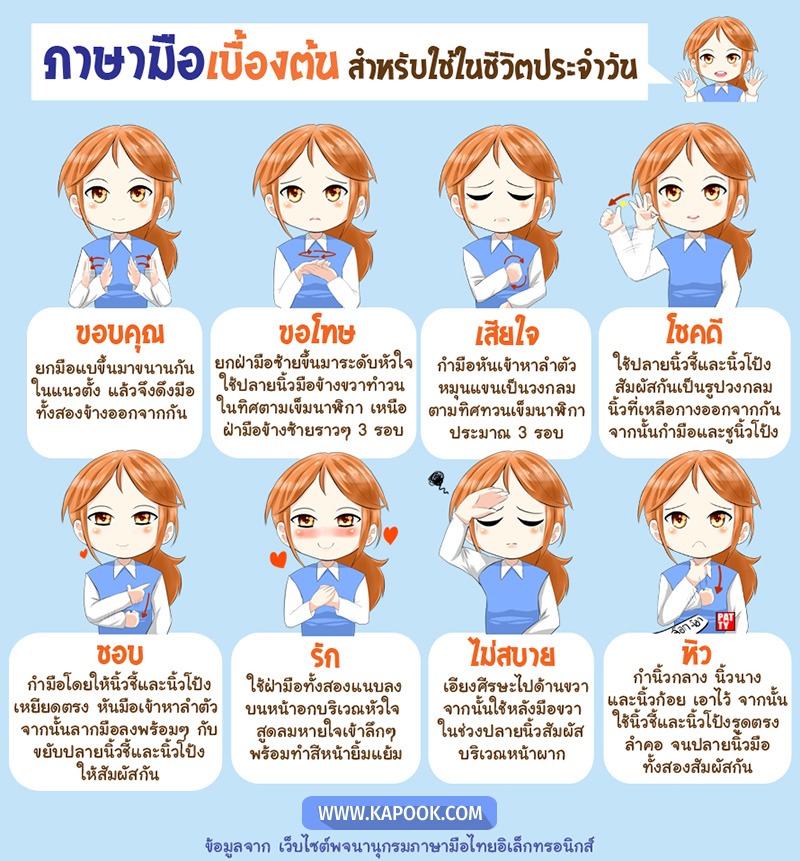 ภาษามือเบื้องต้น สำหรับใช้ในชีวิตประจำวัน
ขอบคุณ
ยกมือแบขึ้นมาขนานกัน
ในแนวตั้ง แล้วจึงดึงมือ
ทั้งสองข้างออกจากกัน
ขอโทษ
ยกฝ่ามือซ้ายขึ้นมาระดับหัวใจ
ใช้ปลายนิ้วมือข้างขวาทำวน
ในทิศตามเข็มนาฬิกา เหนือ
ฝ่ามือข้างซ้ายราวๆ 3 รอบ
เสียใจ
กำมือหันเข้าหาลำตัว
หมุนแขนเป็นวงกลม
ตามทิศทวนเข็มนาฬิกา
ประมาณ 3 รอบ
โชคดี
ใช้ปลายนิ้วชี้และนิ้วโป้ง
สัมผัสกันเป็นรูปวงกลม
นิ้วที่เหลือกางออกจากกัน
จากนั้นกำมือและชูนิ้วโป้ง
ชอบ
กำมือโดยให้นิ้วชี้และนิ้วโป้ง
เหยียดตรง หันมือเข้าหาลำตัว
จากนั้นลากมือลงพร้อมๆ กับ
ขยับปลายนิ้วชี้และนิ้วโป้ง
ให้สัมผัสกัน
รัก
ใช้ฝ่ามือทั้งสองแนบลง
บนหน้าอกบริเวณหัวใจ
สูดลมหายใจเข้าลึกๆ
พร้อมทำสีหน้ายิ้มแย้ม
ไม่สบาย
เอียงศีรษะไปด้านขวา
จากนั้นใช้หลังมือขวา
ในช่วงปลายนิ้วสัมผัส
บริเวณหน้าผาก
PAT
TV
หิว
กำนิ้วกลาง นิ้วนาง
และนิ้วก้อย เอาไว้ จากนั้น
ใช้นิ้วชี้และนิ้วโป้งรูดตรง
ลำคอ จนปลายนิ้วมือ
ทั้งสองสัมผัสกัน
WWW.KAPOOK.COM
ข้อมูลจาก เว็บไซต์พจนานุกรมภาษามือไทยอิเล็กทรอนิกส์